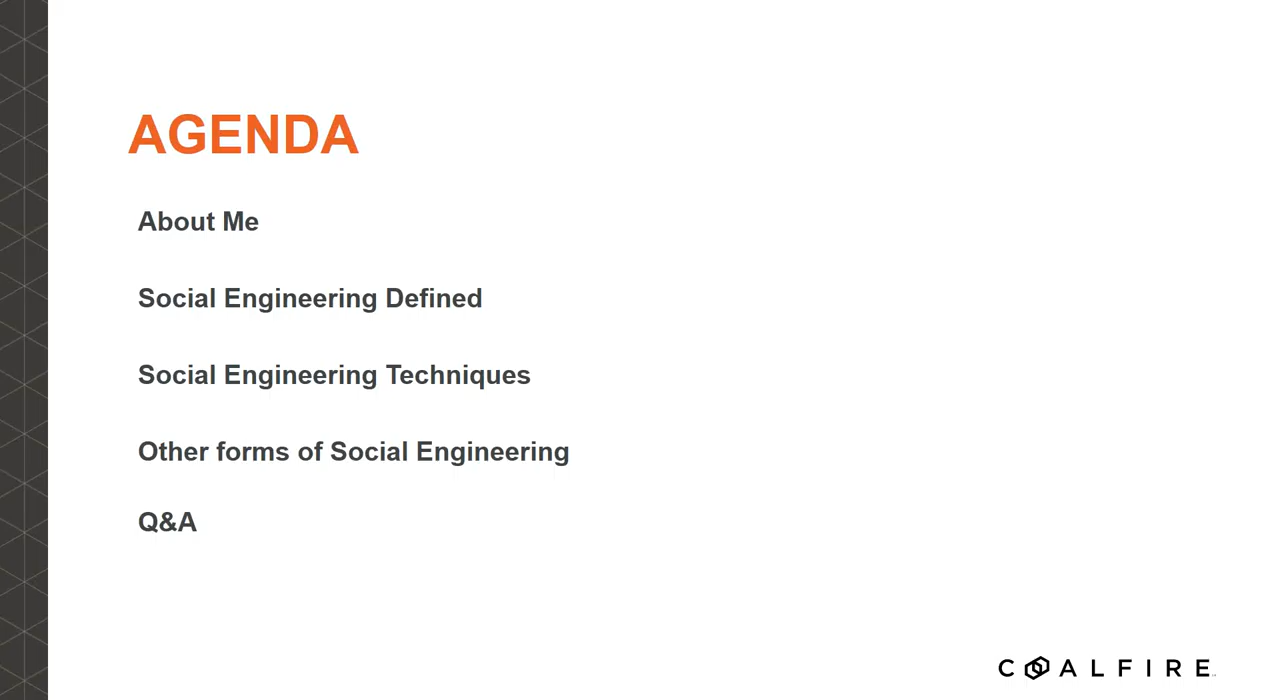 AGENDA
About Me
Social Engineering Defined
Social Engineering Techniques
Other forms of Social Engineering
Q&A
COALFIRE